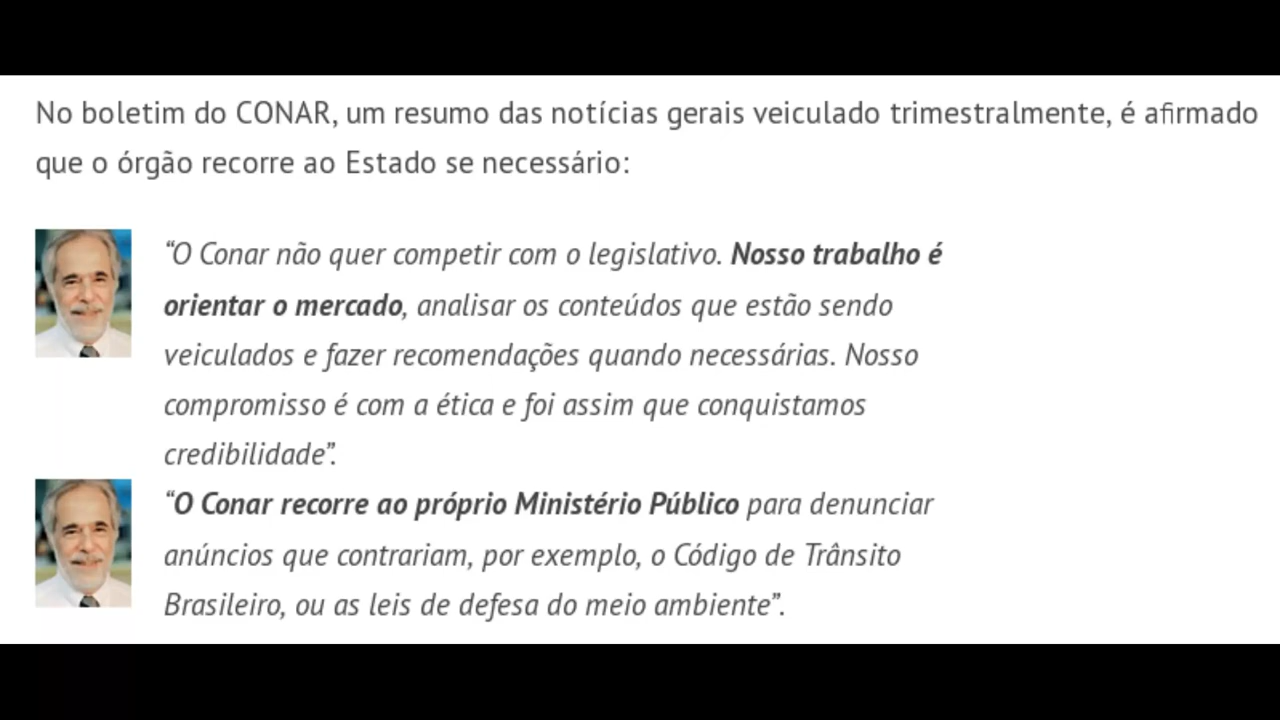 No boletim do CONAR, um resumo das notícias gerais veiculado trimestralmente, é afirmado
que o órgão recorre ao Estado se necessário:
“O Conar não quer competir com o legislativo. Nosso trabalho é
orientar o mercado, analisar os conteúdos que estão sendo
veiculados e fazer recomendações quando necessárias. Nosso
compromisso é com a ética e foi assim que conquistamos
credibilidade”.
“O Conar recorre ao próprio Ministério Público para denunciar
anúncios que contrariam, por exemplo, o Código de Trânsito
Brasileiro, ou as leis de defesa do meio ambiente”.